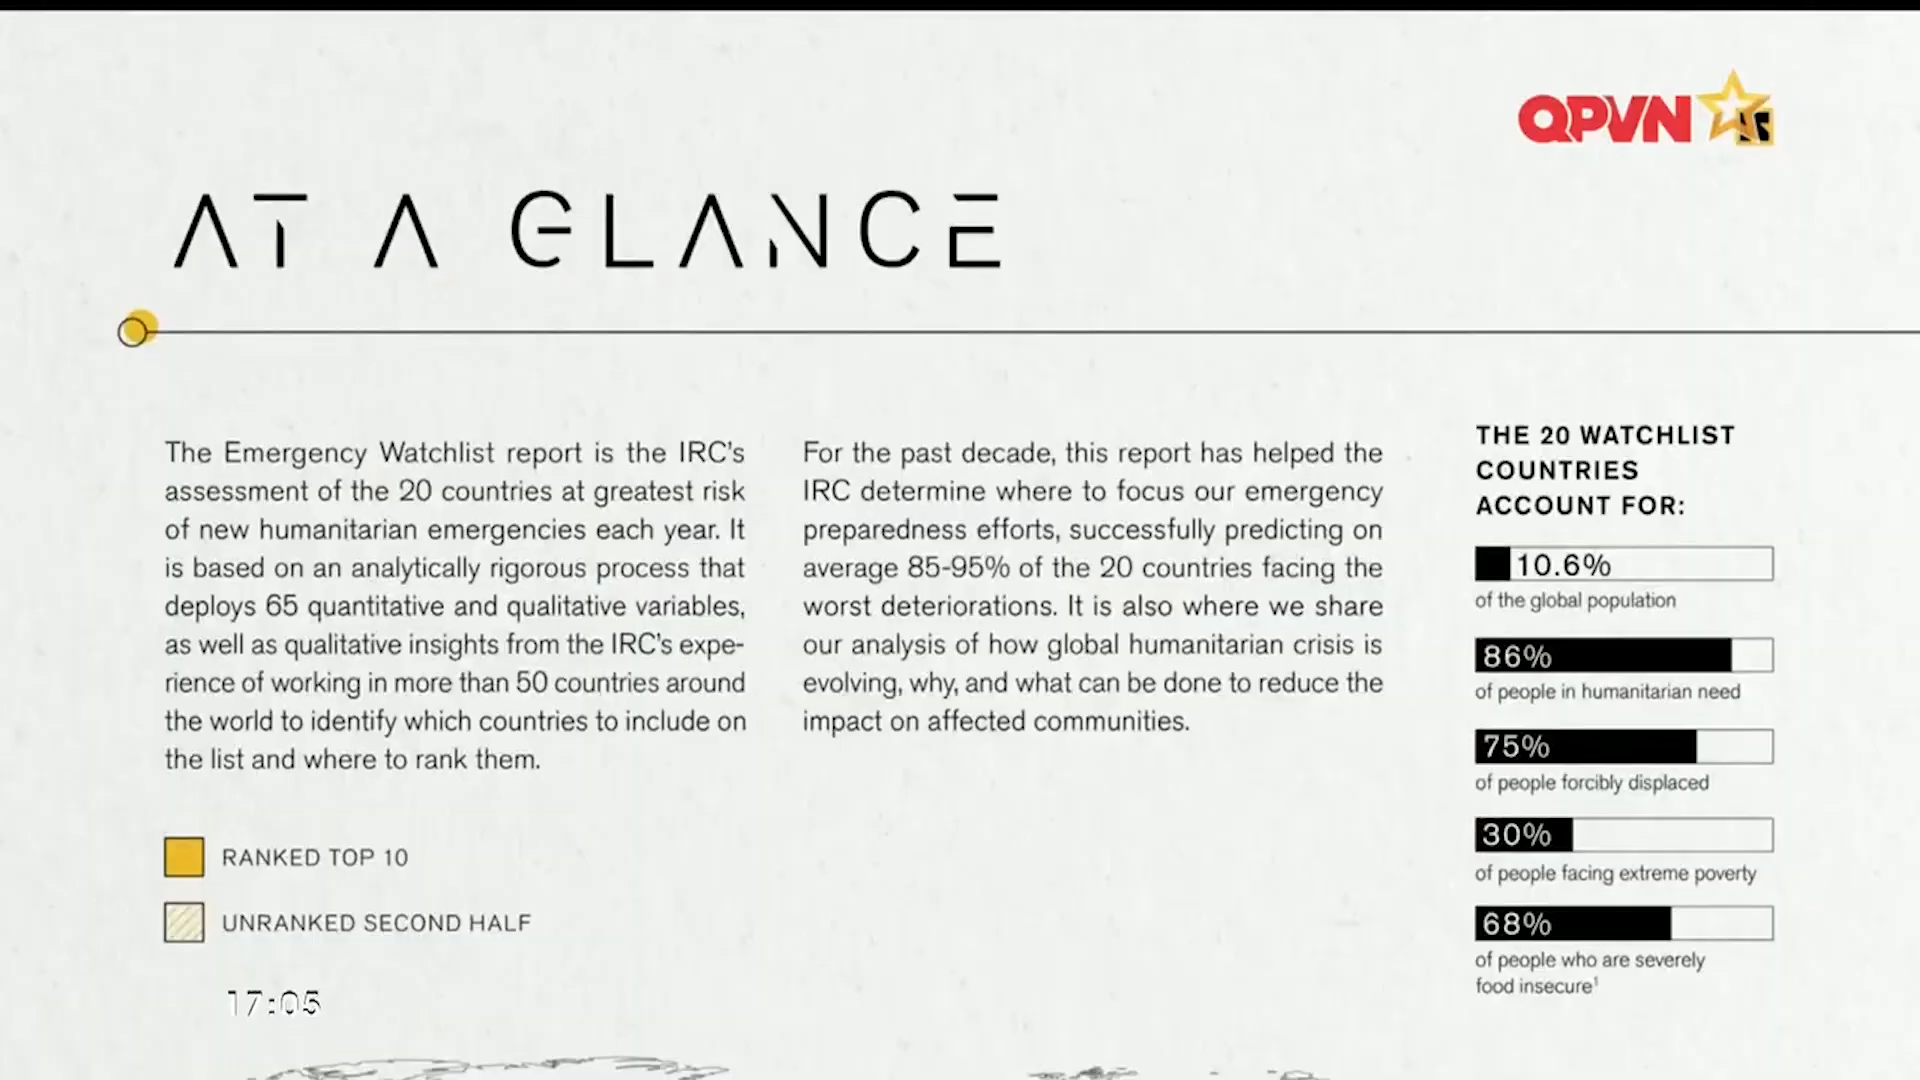 QPVN
AT A GLANCE
The Emergency Watchlist report is the IRC's
assessment of the 20 countries at greatest risk
of new humanitarian emergencies each year. It
is based on an analytically rigorous process that
deploys 65 quantitative and qualitative variables,
as well as qualitative insights from the IRC's expe-
rience of working in more than 50 countries around
the world to identify which countries to include on
the list and where to rank them.
For the past decade, this report has helped the
IRC determine where to focus our emergency
preparedness efforts, successfully predicting on
average 85-95% of the 20 countries facing the
worst deteriorations. It is also where we share
our analysis of how global humanitarian crisis is
evolving, why, and what can be done to reduce the
impact on affected communities.
RANKED TOP 10
UNRANKED SECOND HALF
THE 20 WATCHLIST
COUNTRIES
ACCOUNT FOR:
10.6%
of the global population
86%
of people in humanitarian need
75%
of people forcibly displaced
30%
of people facing extreme poverty
68%
of people who are severely
food insecure¹
17:05